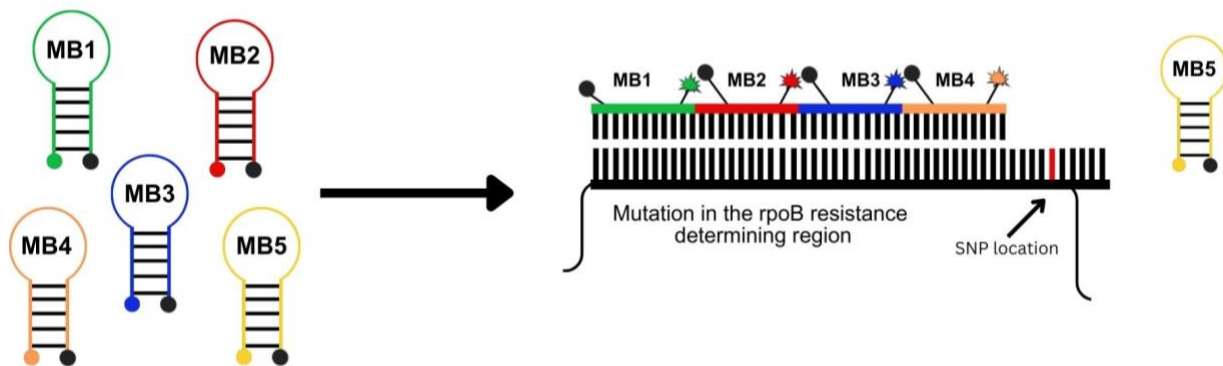 MB1
MB2
MB3
MB4
MB5
MB1 MB2 MB3 MB4
MB5
Mutation in the rpoB resistance
determining region
SNP location